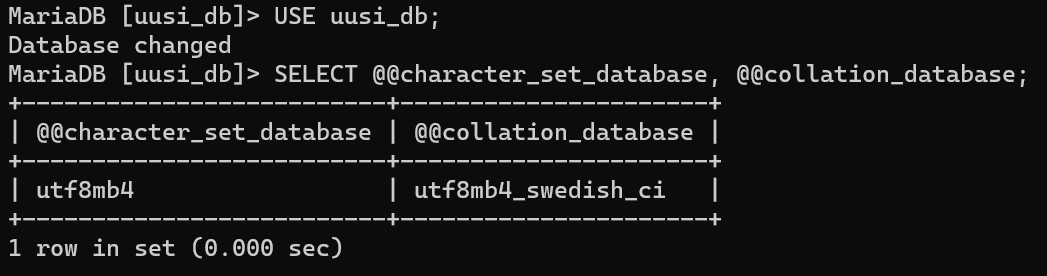 MariaDB [uusi_db]> USE uusi_db;
Database changed
MariaDB [uusi_db]> SELECT @@character_set_database, @@collation_database;
+--------------------------+----------------------+
| @@character_set_database | @@collation_database |
+--------------------------+----------------------+
| utf8mb4                  | utf8mb4_swedish_ci   |
+--------------------------+----------------------+
1 row in set (0.000 sec)